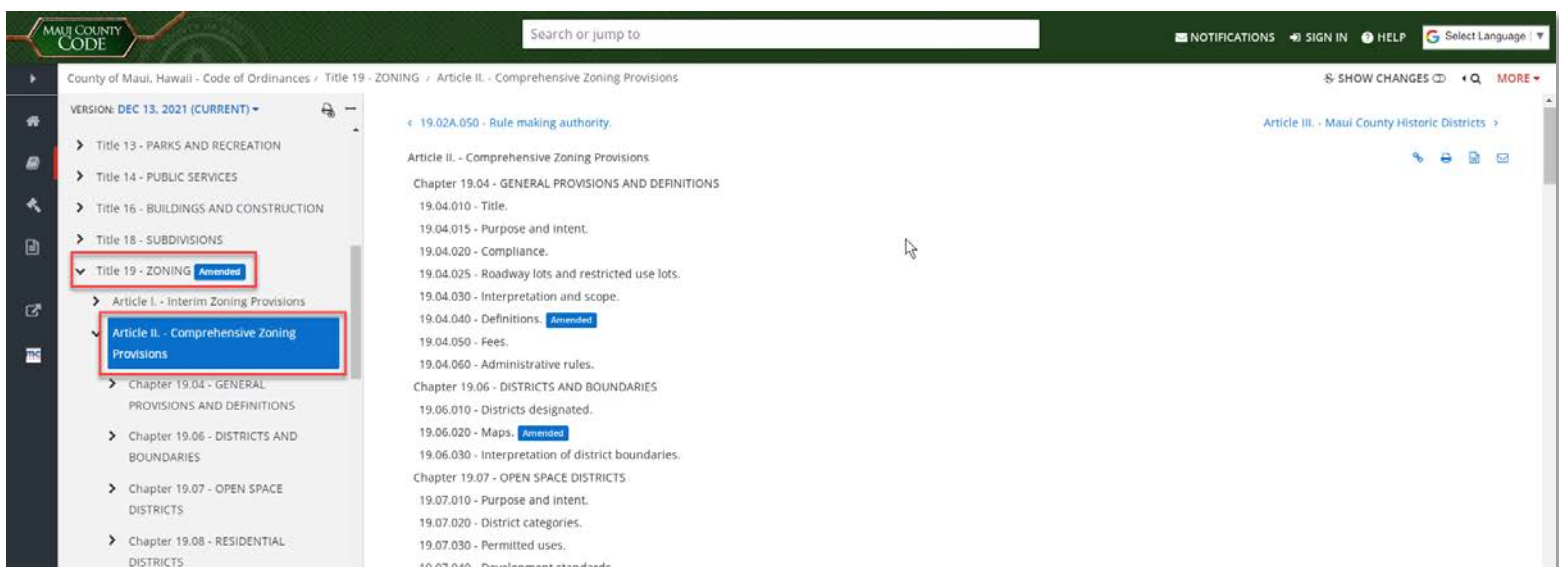 MAUI COUNTY
CODE
Search or jump to
NOTIFICATIONS SIGN IN HELP Select Language
County of Maui, Hawaii - Code of Ordinances / Title 19 - ZONING / Article II. - Comprehensive Zoning Provisions
SHOW CHANGES MORE
VERSION: DEC 13, 2021 (CURRENT)
Title 13 - PARKS AND RECREATION
Title 14 - PUBLIC SERVICES
Title 16 - BUILDINGS AND CONSTRUCTION
Title 18 - SUBDIVISIONS
Title 19 - ZONING Amended
Article I. - Interim Zoning Provisions
Article II. - Comprehensive Zoning
Provisions
Chapter 19.04 - GENERAL
PROVISIONS AND DEFINITIONS
Chapter 19.06 - DISTRICTS AND
BOUNDARIES
Chapter 19.07 - OPEN SPACE
DISTRICTS
Chapter 19.08 - RESIDENTIAL
DISTRICTS
mc
< 19.02A.050 - Rule making authority.
Article III. - Maui County Historic Districts >
Article II. - Comprehensive Zoning Provisions
Chapter 19.04 - GENERAL PROVISIONS AND DEFINITIONS
19.04.010 - Title.
19.04.015 - Purpose and intent.
19.04.020 - Compliance.
19.04.025 - Roadway lots and restricted use lots.
19.04.030 - Interpretation and scope.
19.04.040 - Definitions. Amended
19.04.050 - Fees.
19.04.060 - Administrative rules.
Chapter 19.06 - DISTRICTS AND BOUNDARIES
19.06.010 - Districts designated.
19.06.020 - Maps. Amended
19.06.030 - Interpretation of district boundaries.
Chapter 19.07 - OPEN SPACE DISTRICTS
19.07.010 - Purpose and intent.
19.07.020 - District categories.
19.07.030 - Permitted uses.
19.07.040 - Development standards.